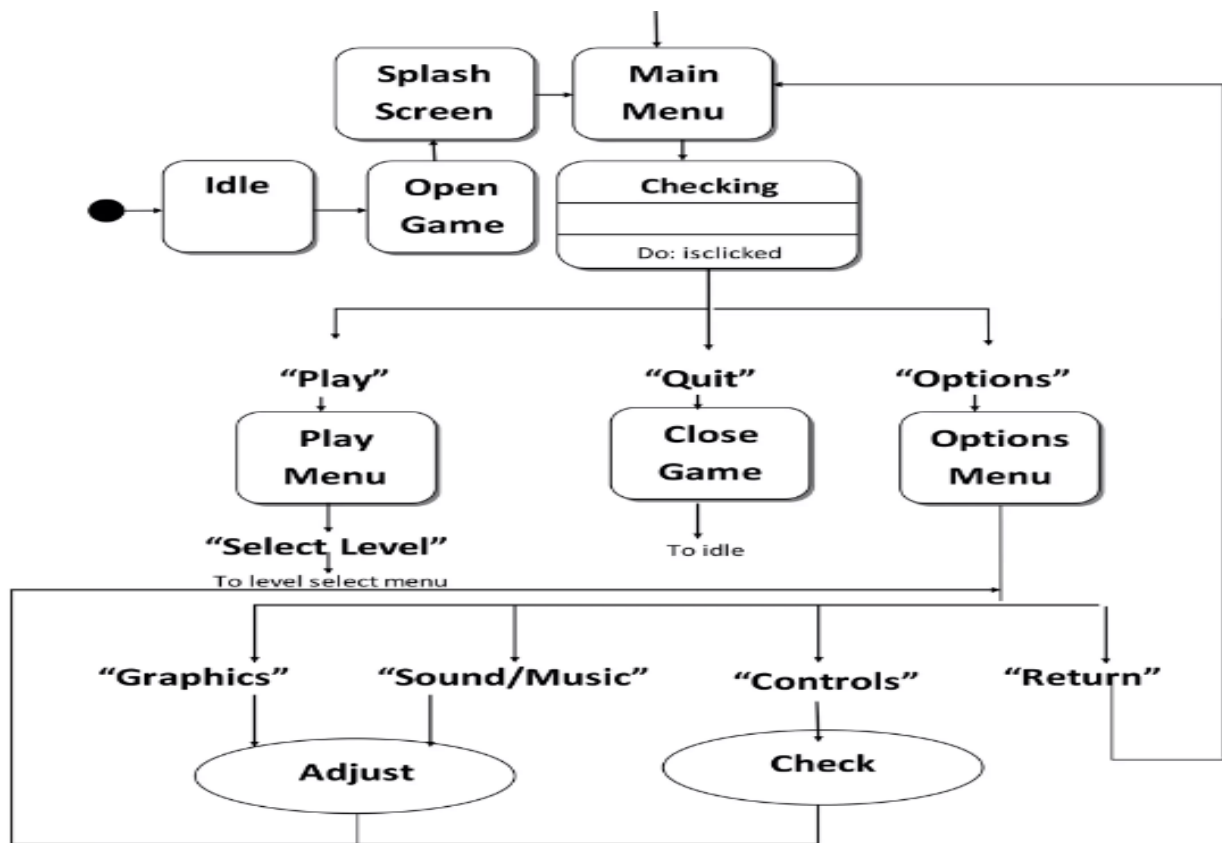 Splash
Screen
Main
Menu
Idle
Open
Game
Checking
Do: isclicked
“Play”
“Quit”
“Options”
Play
Menu
Close
Game
Options
Menu
“Select Level”
To idle
To level select menu
“Graphics”
“Sound/Music”
“Controls”
“Return”
Adjust
Check